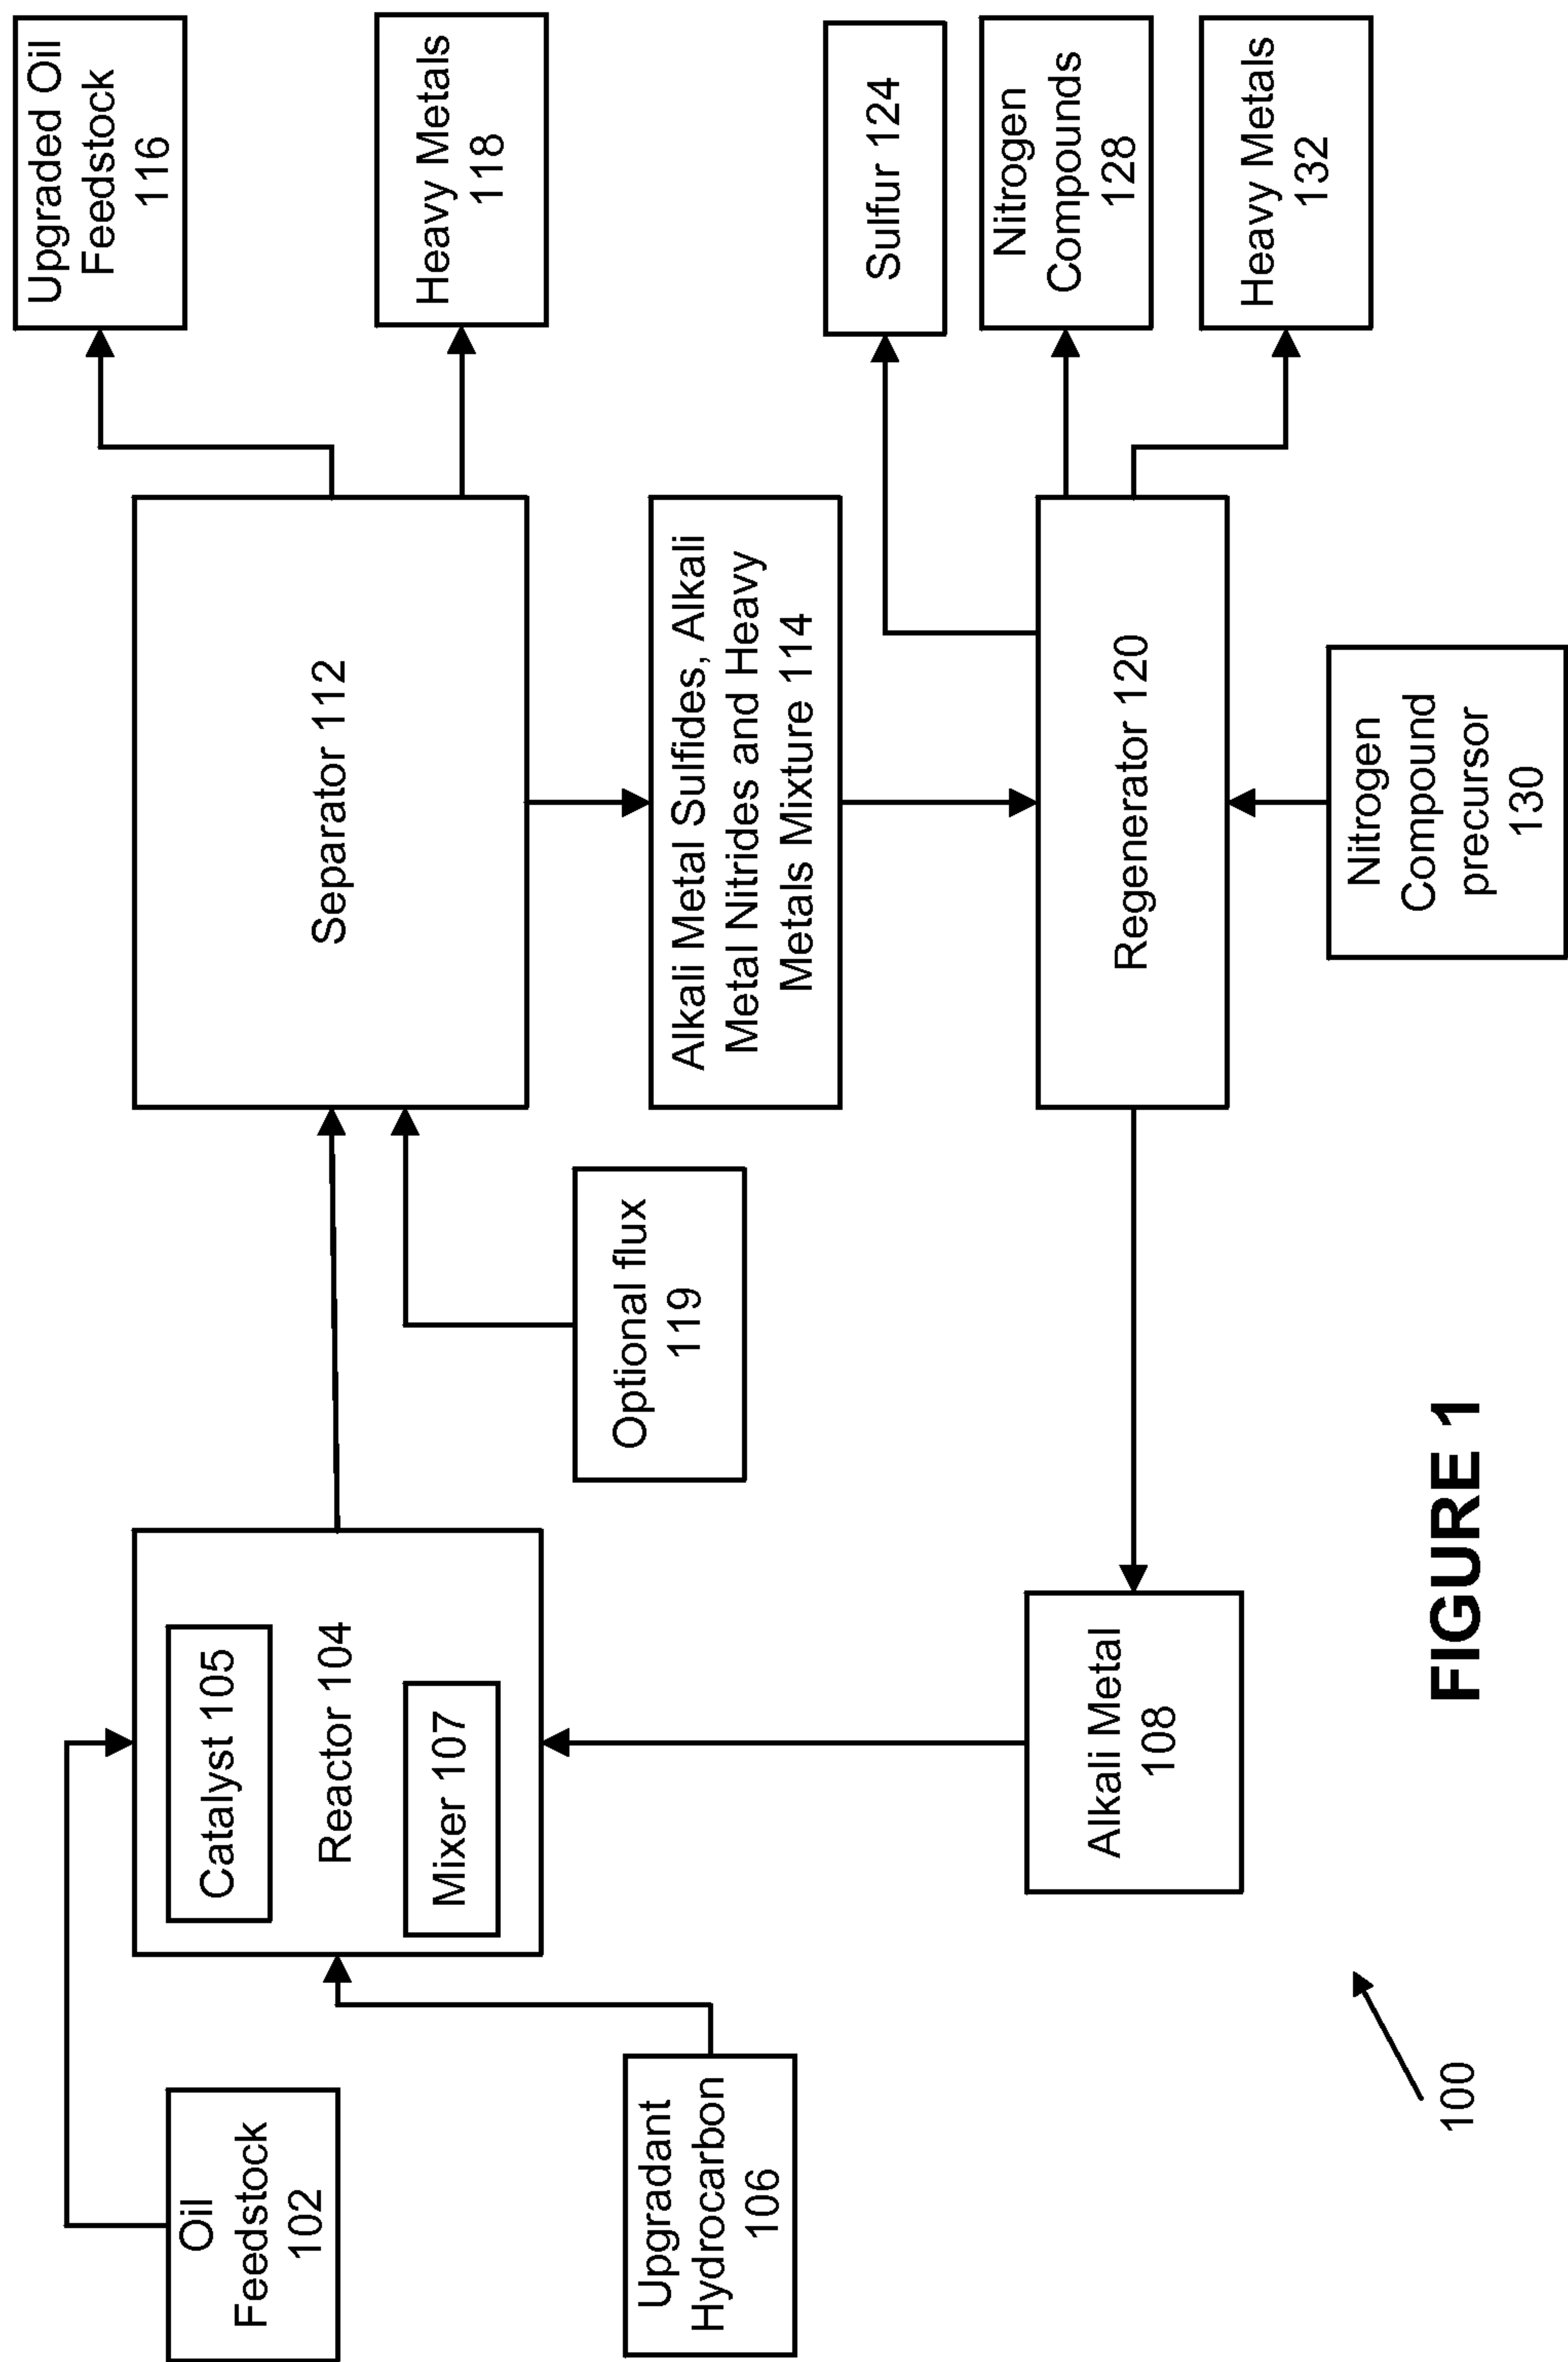 Oil
Feedstock
102
Upgradant
Hydrocarbon
106
Catalyst 105
Reactor 104
Mixer 107
Alkali Metal
108
Optional flux
119
Separator 112
Alkali Metal Sulfides, Alkali
Metal Nitrides and Heavy
Metals Mixture 114
Regenerator 120
Nitrogen
Compound
precursor
130
Upgraded Oil
Feedstock
116
Heavy Metals
118
Sulfur 124
Nitrogen
Compounds
128
Heavy Metals
132
100
FIGURE 1